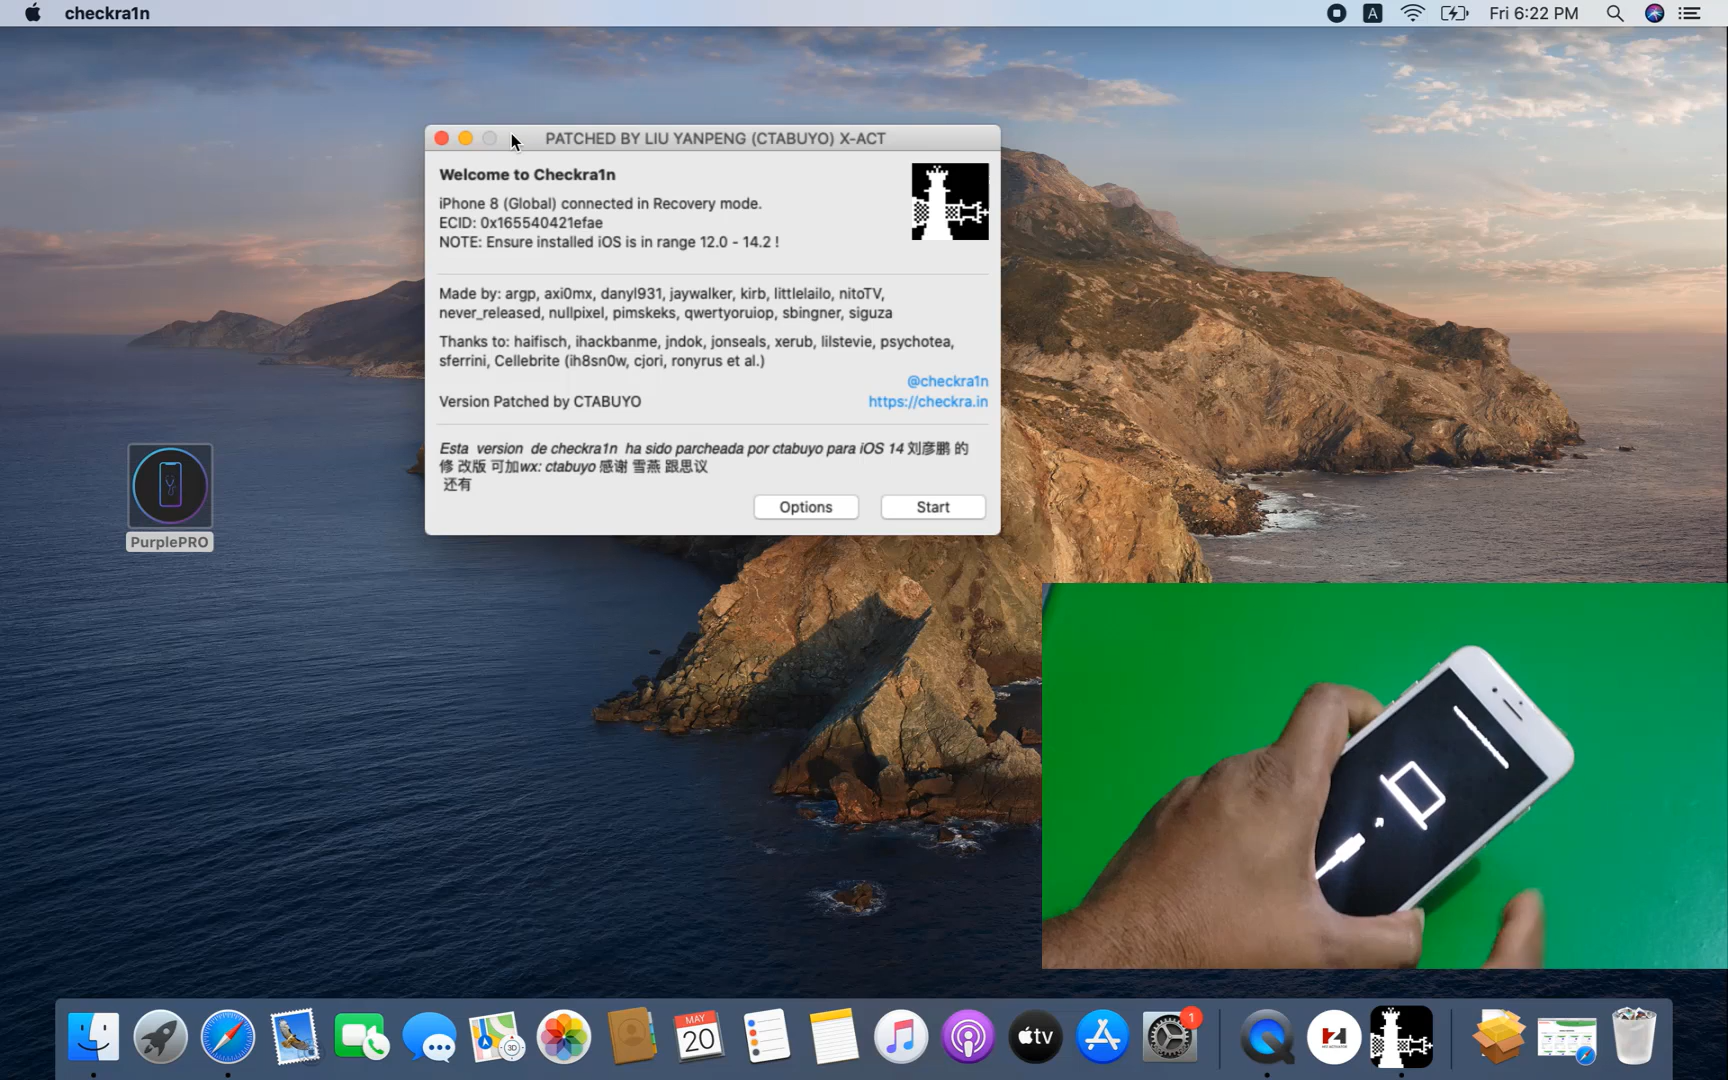 checkra1n
A
Fri 6:22 PM
PATCHED BY LIU YANPENG (CTABUYO) X-ACT
Welcome to Checkra1n
iPhone 8 (Global) connected in Recovery mode.
ECID: 0x165540421efae
NOTE: Ensure installed iOS is in range 12.0 - 14.2 !
Made by: argp, axi0mx, danyl931, jaywalker, kirb, littlelailo, nitoTV,
never_released, nullpixel, pimskeks, qwertyoruiop, sbingner, siguza
Thanks to: haifisch, ihackbanme, jndok, jonseals, xerub, lilstevie, psychotea,
sferrini, Cellebrite (ih8sn0w, cjori, ronyrus et al.)
@checkra1n
Version Patched by CTABUYO
https://checkra.in
Esta version de checkra1n ha sido parcheada por ctabuyo para iOS 14 刘彦鹏 的
修 改版 可加wx: ctabuyo 感谢 雪燕 跟思议
还有
Options
Start
PurplePRO
3D
MAY
20
tv
1